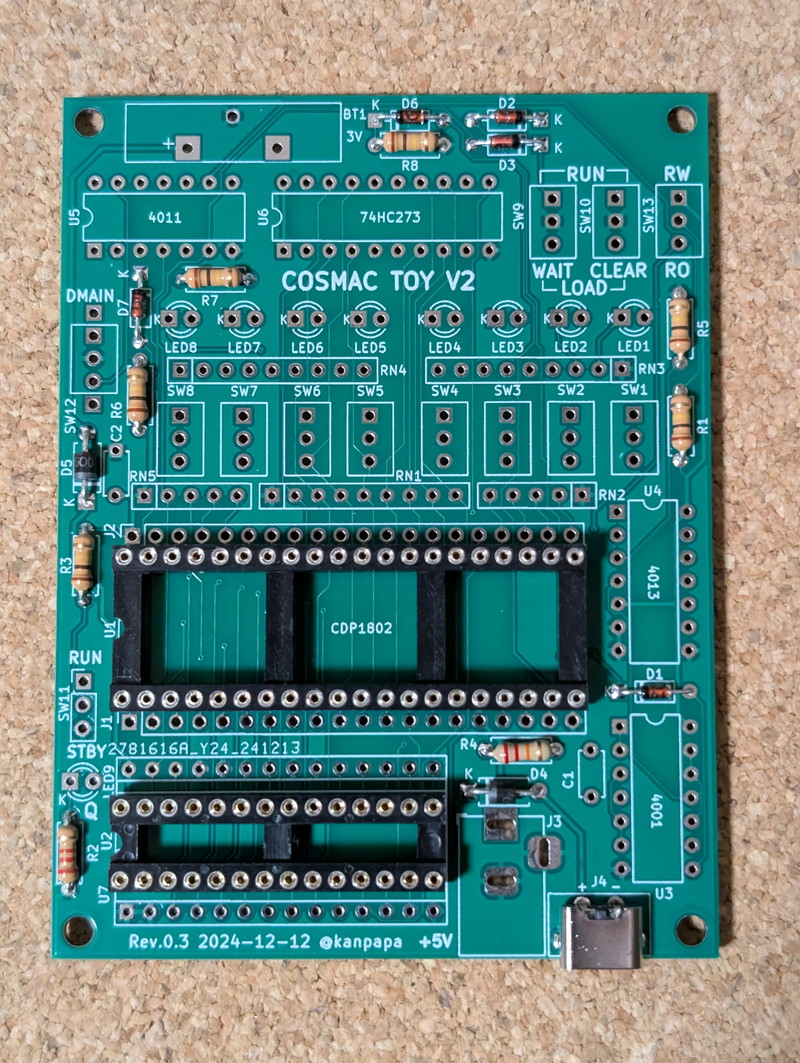 K D6 D2
BT1 K
3V
+ R8 D3 K
RUN RW
U5 4011 U6 74HC273 SW9 SW10 SW13
K WAIT CLEAR RO
LOAD
R7 COSMAC TOY V2
DMAIN D7 R5
K K K K K K K K
LED8 LED7 LED6 LED5 LED4 LED3 LED2 LED1
RN4 RN3
SW12 R6 SW8 SW7 SW6 SW5 SW4 SW3 SW2 SW1 R1
C2
D5 K RN5 RN1 RN2
U4
J2
R3 4013
U1 CDP1802
RUN
SW11 D1
J1
STBY 2781616A_Y24_241213 R4
LED9 K D4 C1
K Q
U2 J3 4001
R2
U7 J4 U3
+ -
Rev.0.3 2024-12-12 @kanpapa +5V